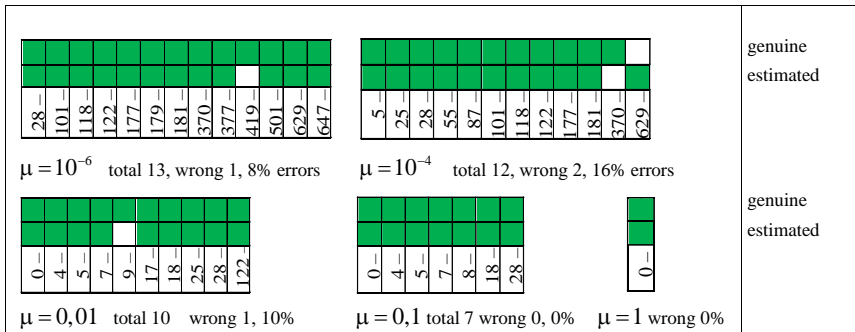 genuine
estimated
28 – 101 – 118 – 122 – 177 – 179 – 181 – 370 – 377 – 419 – 501 – 629 – 647 –
5 – 25 – 28 – 55 – 87 – 101 – 118 – 122 – 177 – 181 – 370 – 629 –
μ = 10⁻⁶ total 13, wrong 1, 8% errors
μ = 10⁻⁴ total 12, wrong 2, 16% errors
genuine
estimated
0 – 4 – 5 – 7 – 9 – 17 – 18 – 25 – 28 – 122 –
0 – 4 – 5 – 7 – 8 – 18 – 28 –
0 –
μ = 0,01 total 10 wrong 1, 10%
μ = 0,1 total 7 wrong 0, 0%
μ = 1 wrong 0%